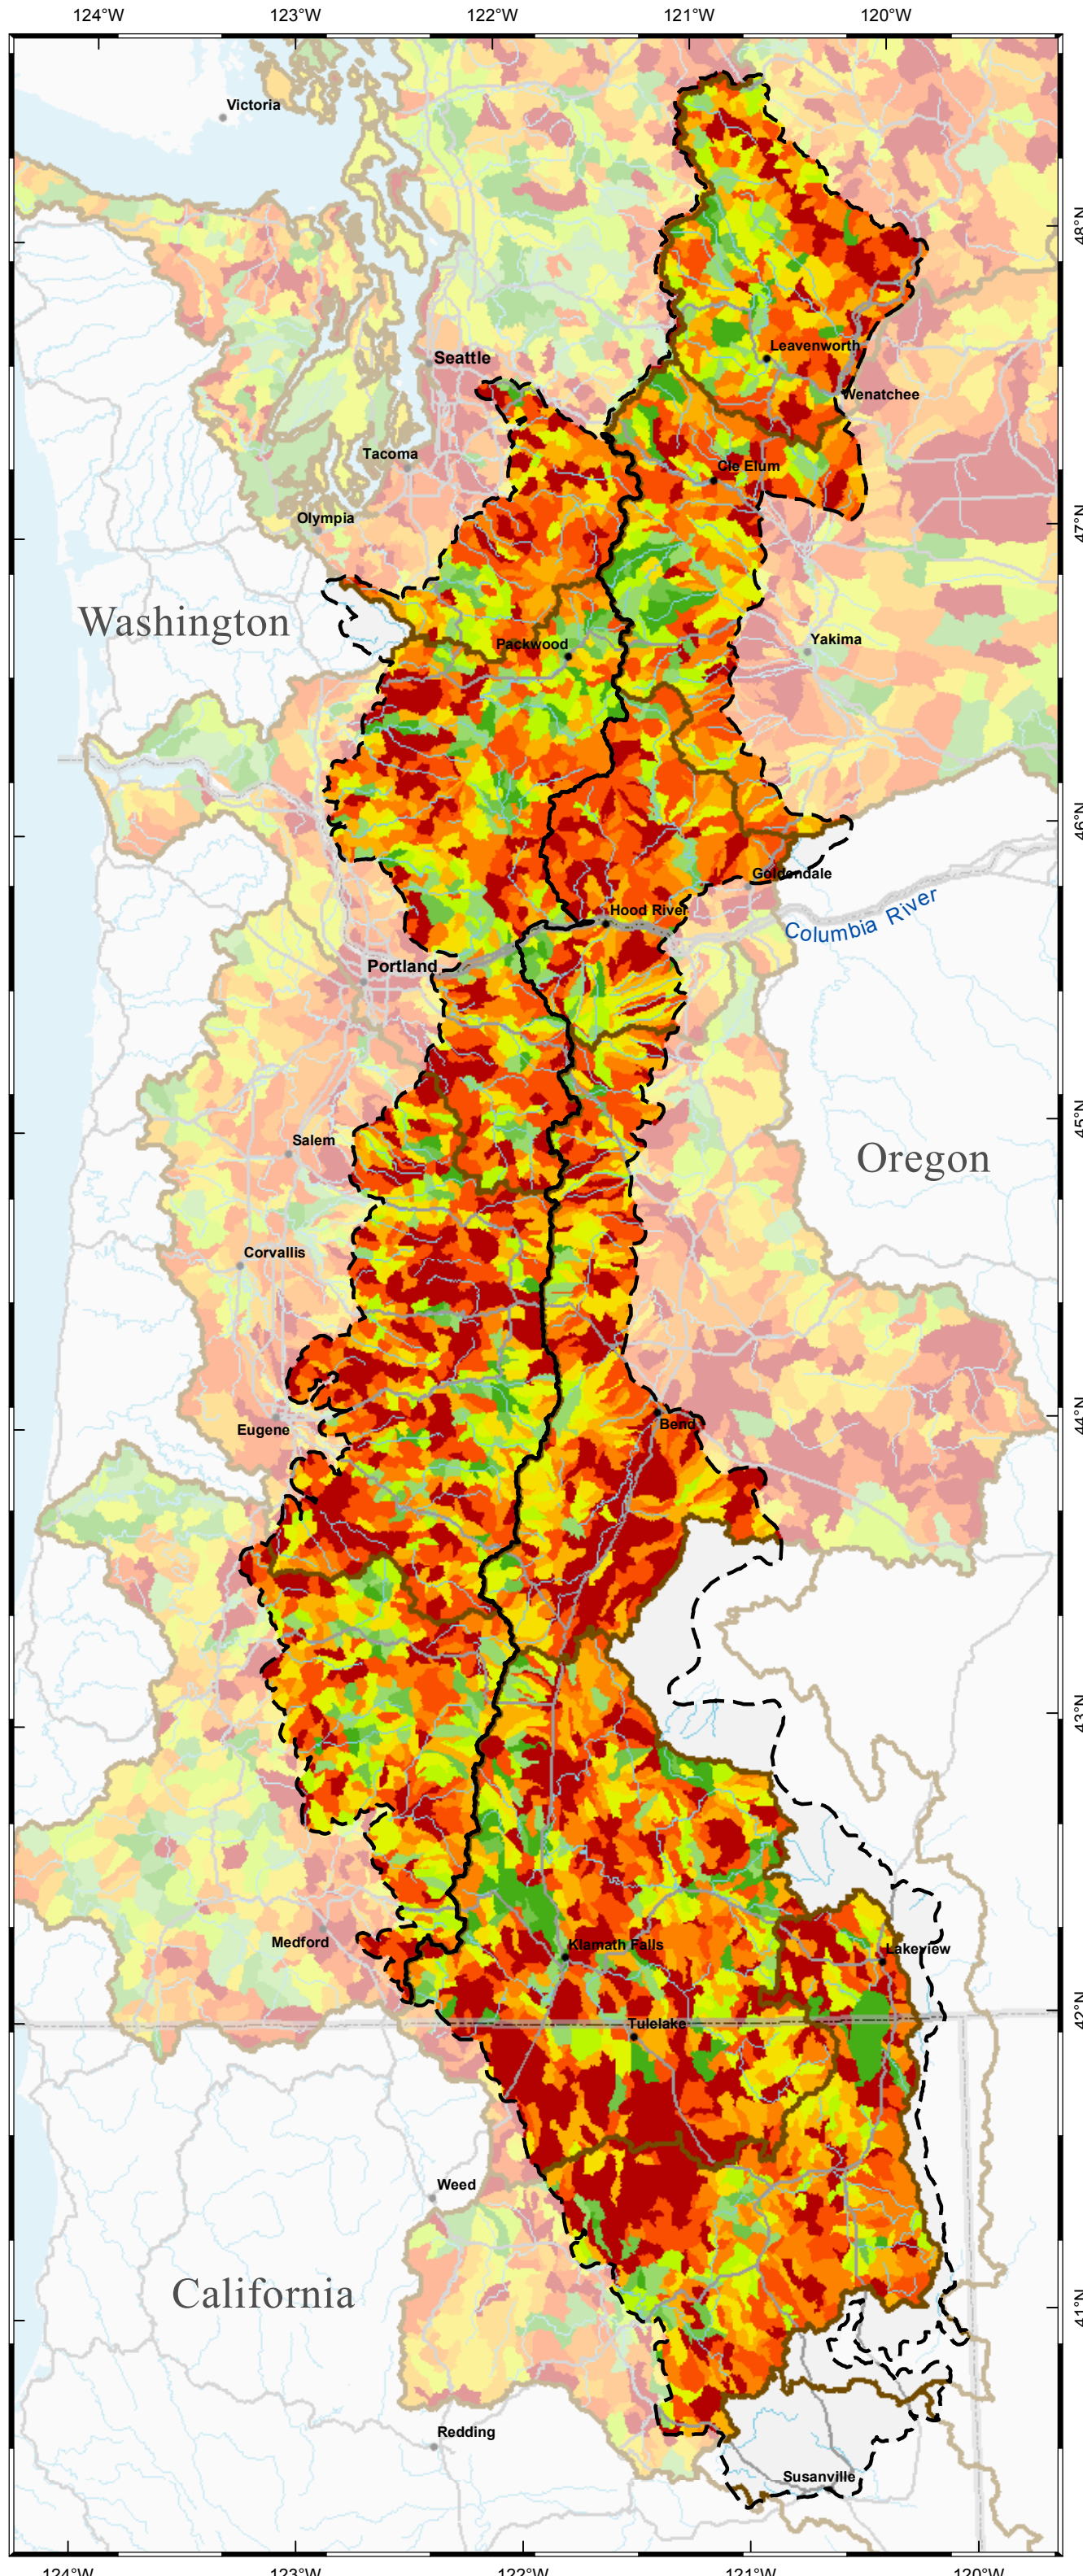 124°W 123°W 122°W 121°W 120°W
Victoria
48°N
Leavenworth
Seattle
Wenatchee
Tacoma
Cle Elum
Olympia
47°N
Washington
Packwood
Yakima
46°N
Goldendale
Hood River
Columbia River
Portland
45°N
Salem
Oregon
Corvallis
44°N
Bend
Eugene
43°N
Medford
Klamath Falls
Lakeview
42°N
Tulelake
Weed
California
41°N
Redding
Susanville
124°W 123°W 122°W 121°W 120°W